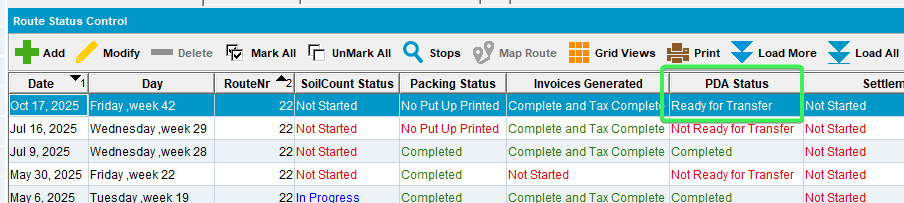 Route Status Control
Add Modify Delete Mark All UnMark All Stops Map Route Grid Views Print Load More Load All
Date 1 Day RouteNr 2 SoilCount Status Packing Status Invoices Generated PDA Status Settlem
Oct 17, 2025 Friday ,week 42 22 Not Started No Put Up Printed Complete and Tax Complete Ready for Transfer Not Started
Jul 16, 2025 Wednesday ,week 29 22 Not Started No Put Up Printed Complete and Tax Complete Not Ready for Transfer Not Started
Jul 9, 2025 Wednesday ,week 28 22 Not Started Completed Complete and Tax Complete Completed Not Started
May 30, 2025 Friday ,week 22 22 Not Started Completed Not Started Not Ready for Transfer Not Started
May 6, 2025 Tuesday ,week 19 22 In Progress Completed Complete and Tax Complete Completed Not Started